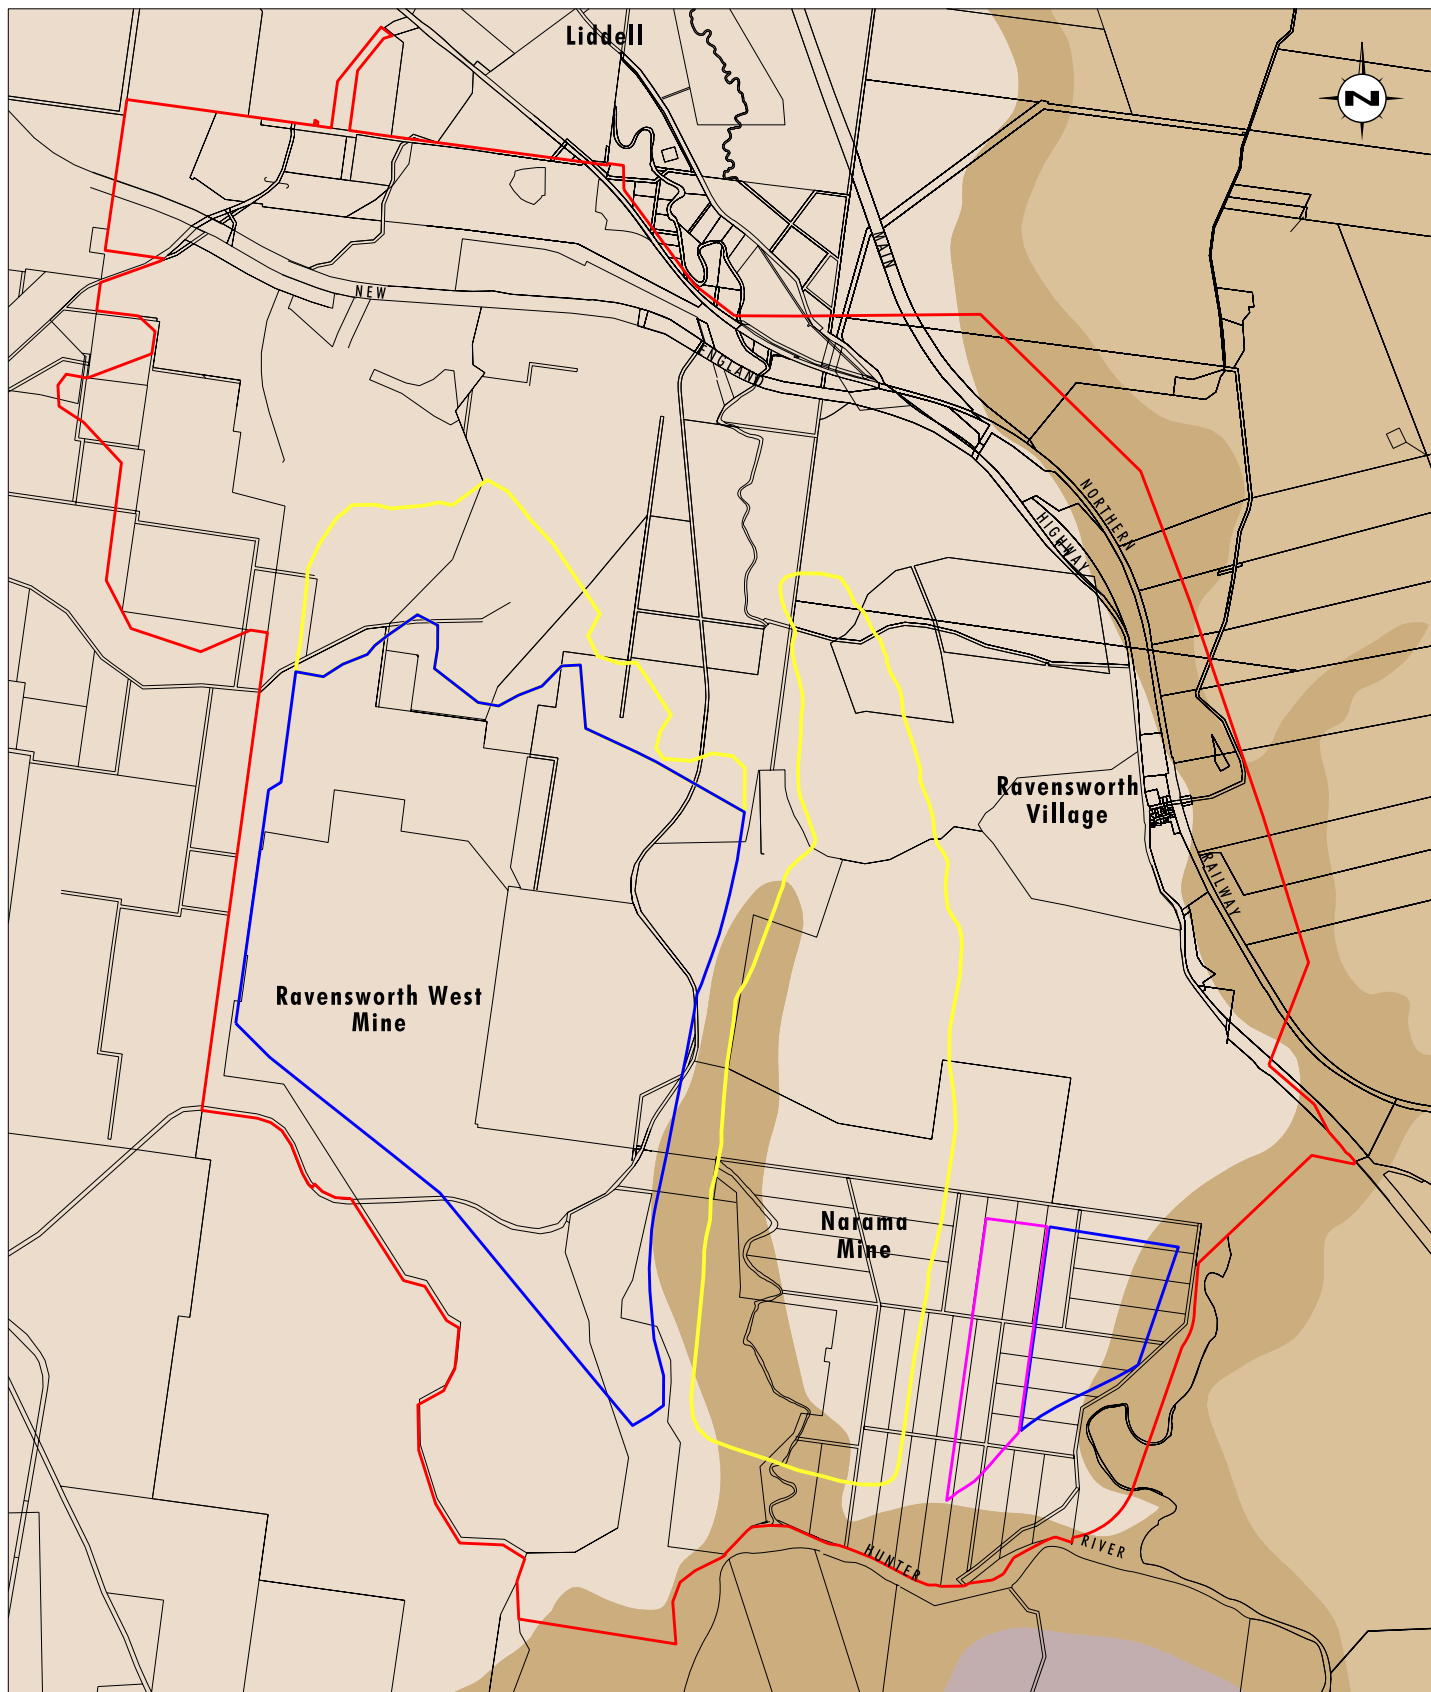 Liddell
N
MAIN
NEW
ENGLAND
NORTHERN
HIGHWAY
Ravensworth
Village
RAILWAY
Ravensworth West
Mine
Narama
Mine
HUNTER
RIVER